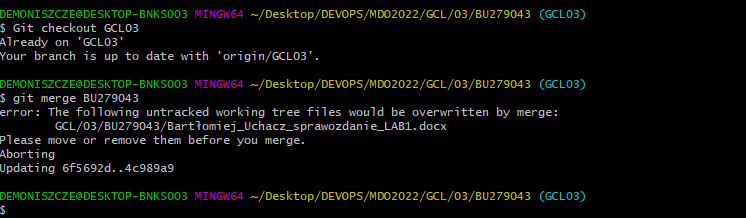 DEMONISZCZE@DESKTOP-BNKSOO3 MINGW64 ~/Desktop/DEVOPS/MDO2022/GCL/03/BU279043 (GCL03)
$ Git checkout GCL03
Already on 'GCL03'
Your branch is up to date with 'origin/GCL03'.
DEMONISZCZE@DESKTOP-BNKSOO3 MINGW64 ~/Desktop/DEVOPS/MDO2022/GCL/03/BU279043 (GCL03)
$ git merge BU279043
error: The following untracked working tree files would be overwritten by merge:
        GCL/03/BU279043/Bartłomiej_Uchacz_sprawozdanie_LAB1.docx
Please move or remove them before you merge.
Aborting
Updating 6f5692d..4c989a9
DEMONISZCZE@DESKTOP-BNKSOO3 MINGW64 ~/Desktop/DEVOPS/MDO2022/GCL/03/BU279043 (GCL03)
$